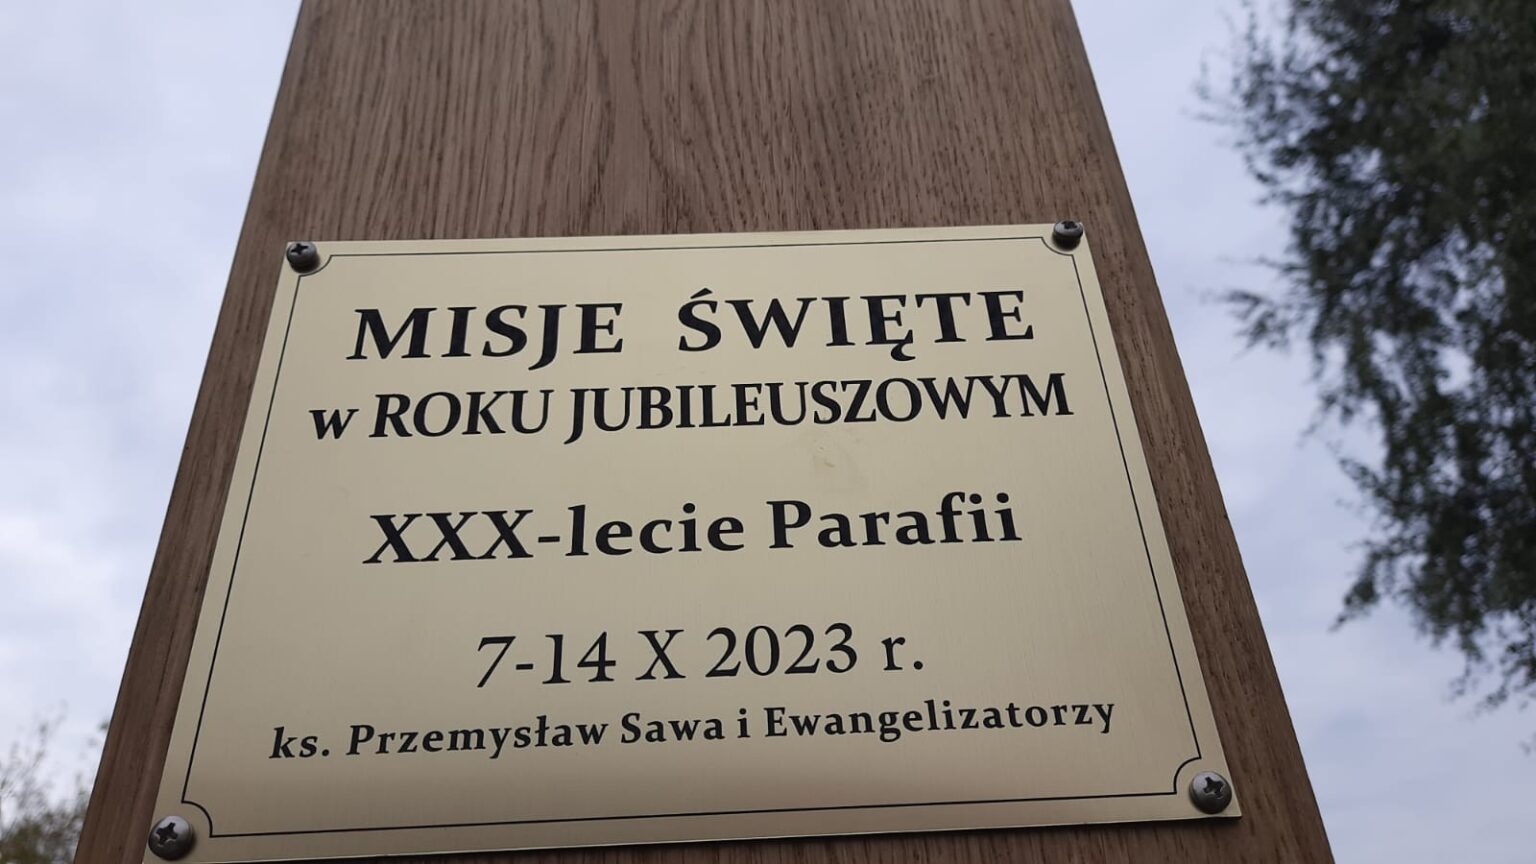 MISJE ŚWIĘTE
w ROKU JUBILEUSZOWYM
XXX-lecie Parafii
7-14 X 2023 r.
ks. Przemysław Sawa i Ewangelizatorzy